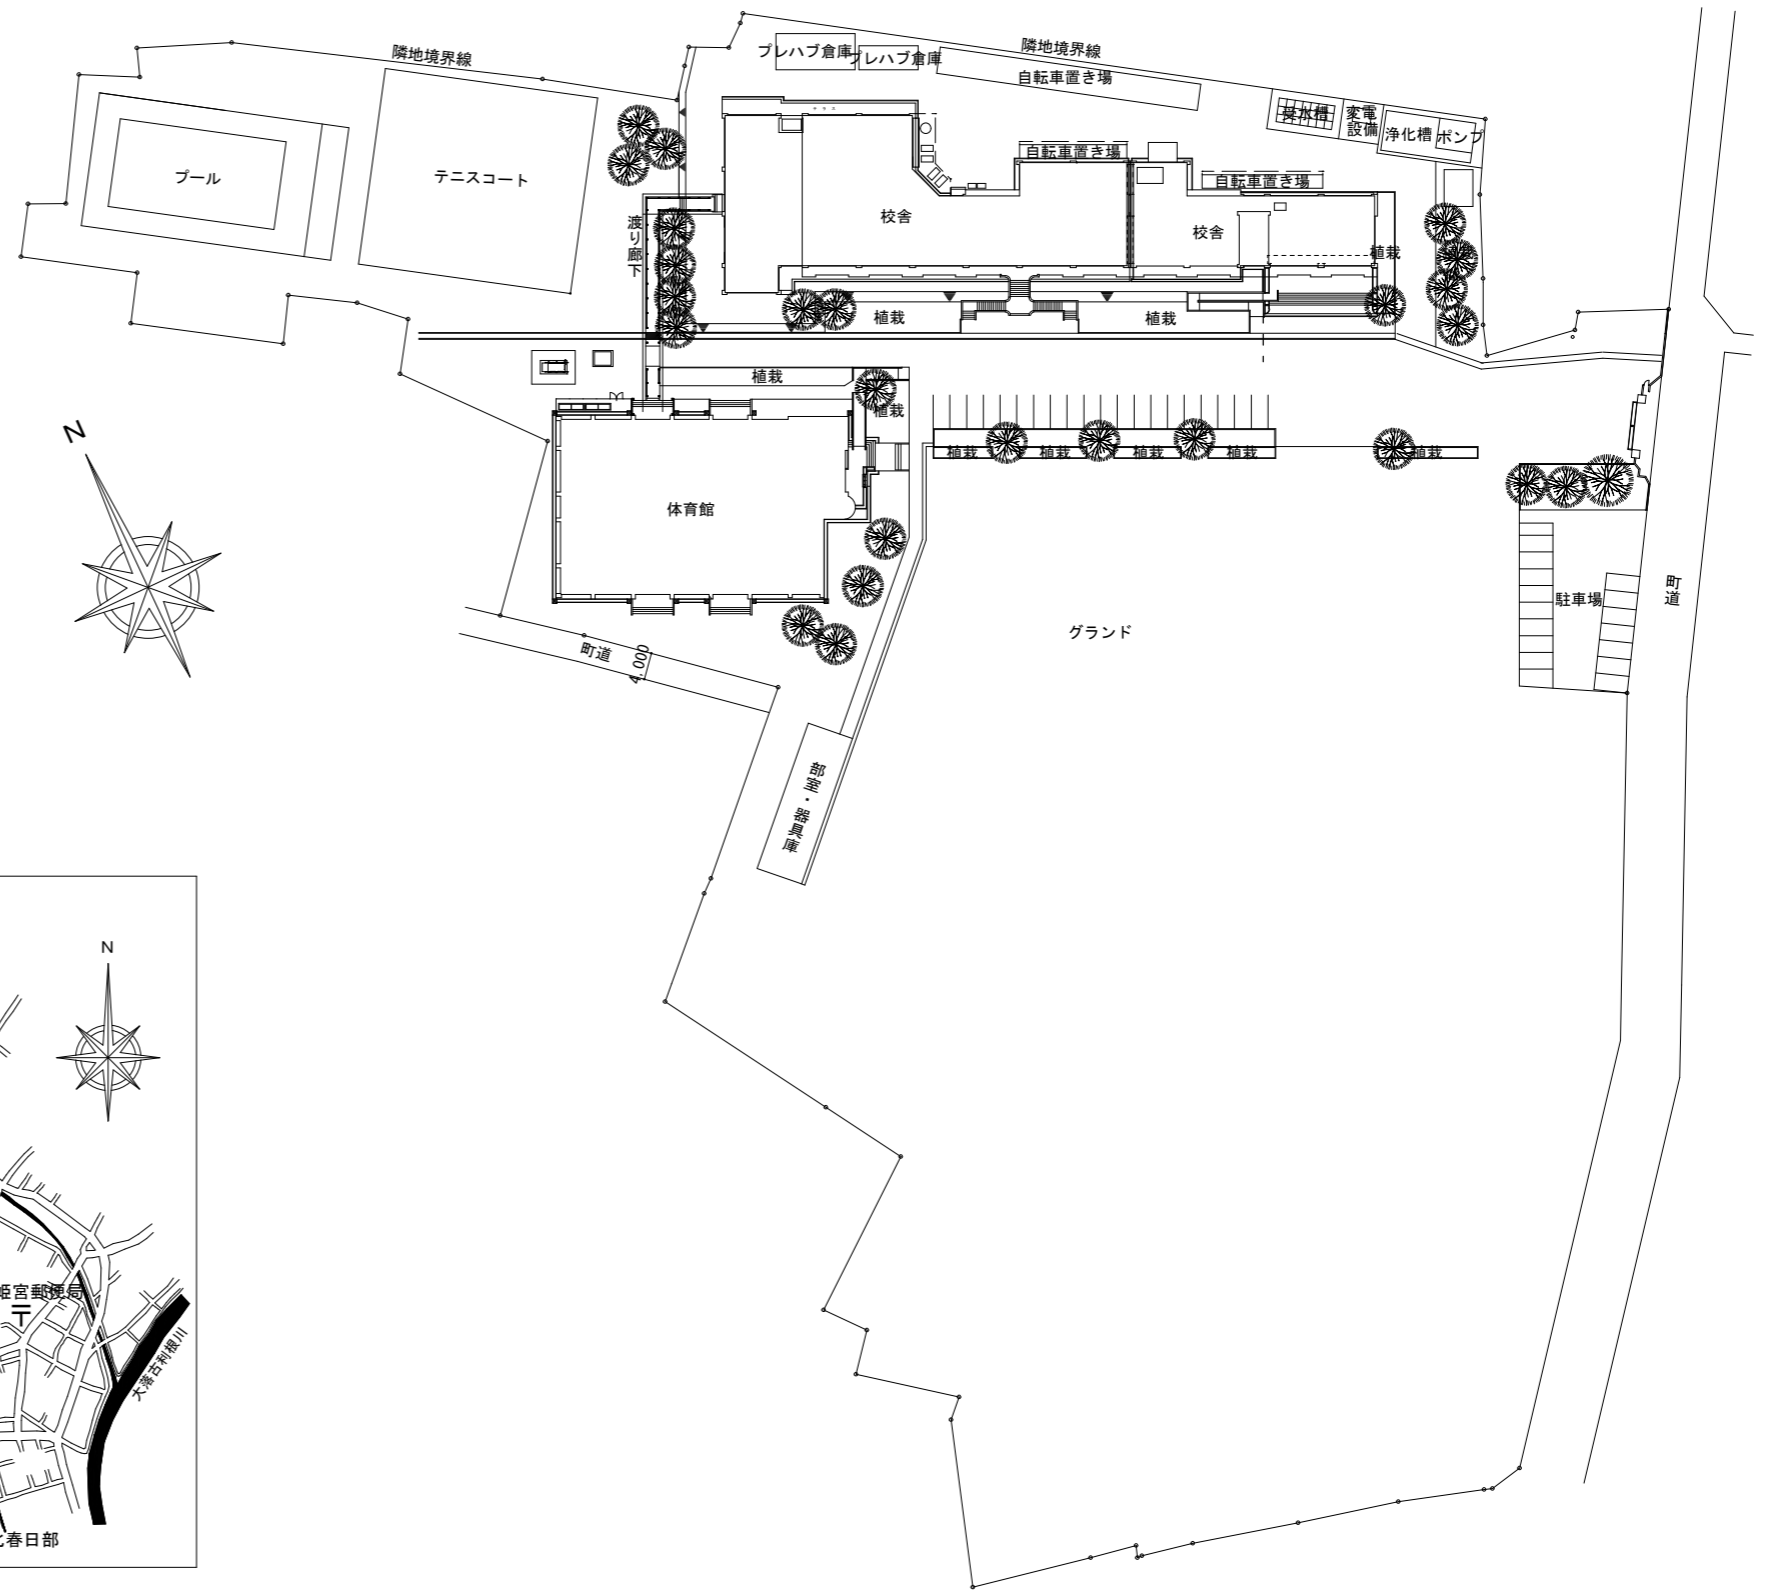 隣地境界線
隣地境界線
プレハブ倉庫
プレハブ倉庫
自転車置き場
受水槽
変電
設備
浄化槽
ポンプ
テラス
プール
テニスコート
自転車置き場
自転車置き場
渡り廊下
校舎
校舎
植栽
植栽
植栽
植栽
植栽
植栽
植栽
植栽
植栽
植栽
植栽
N
体育館
グランド
駐車場
町道
町道
4,000
部室・器具庫
N
姫宮郵便局
〒
大落古利根川
春日部